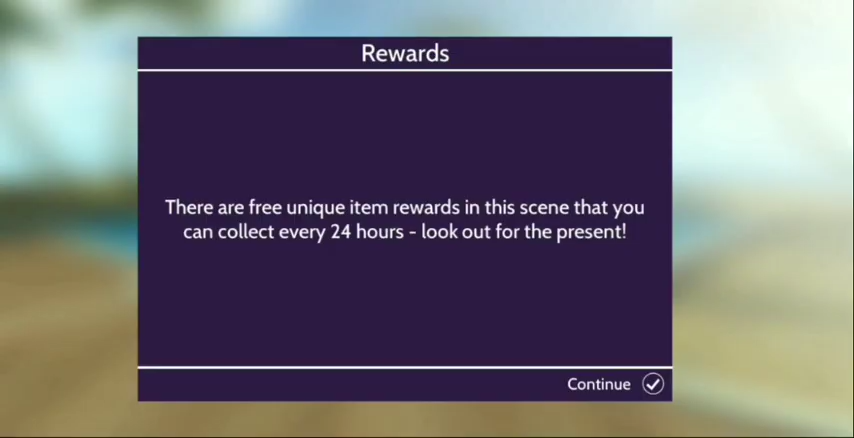 Rewards
There are free unique item rewards in this scene that you
can collect every 24 hours - look out for the present!
Continue